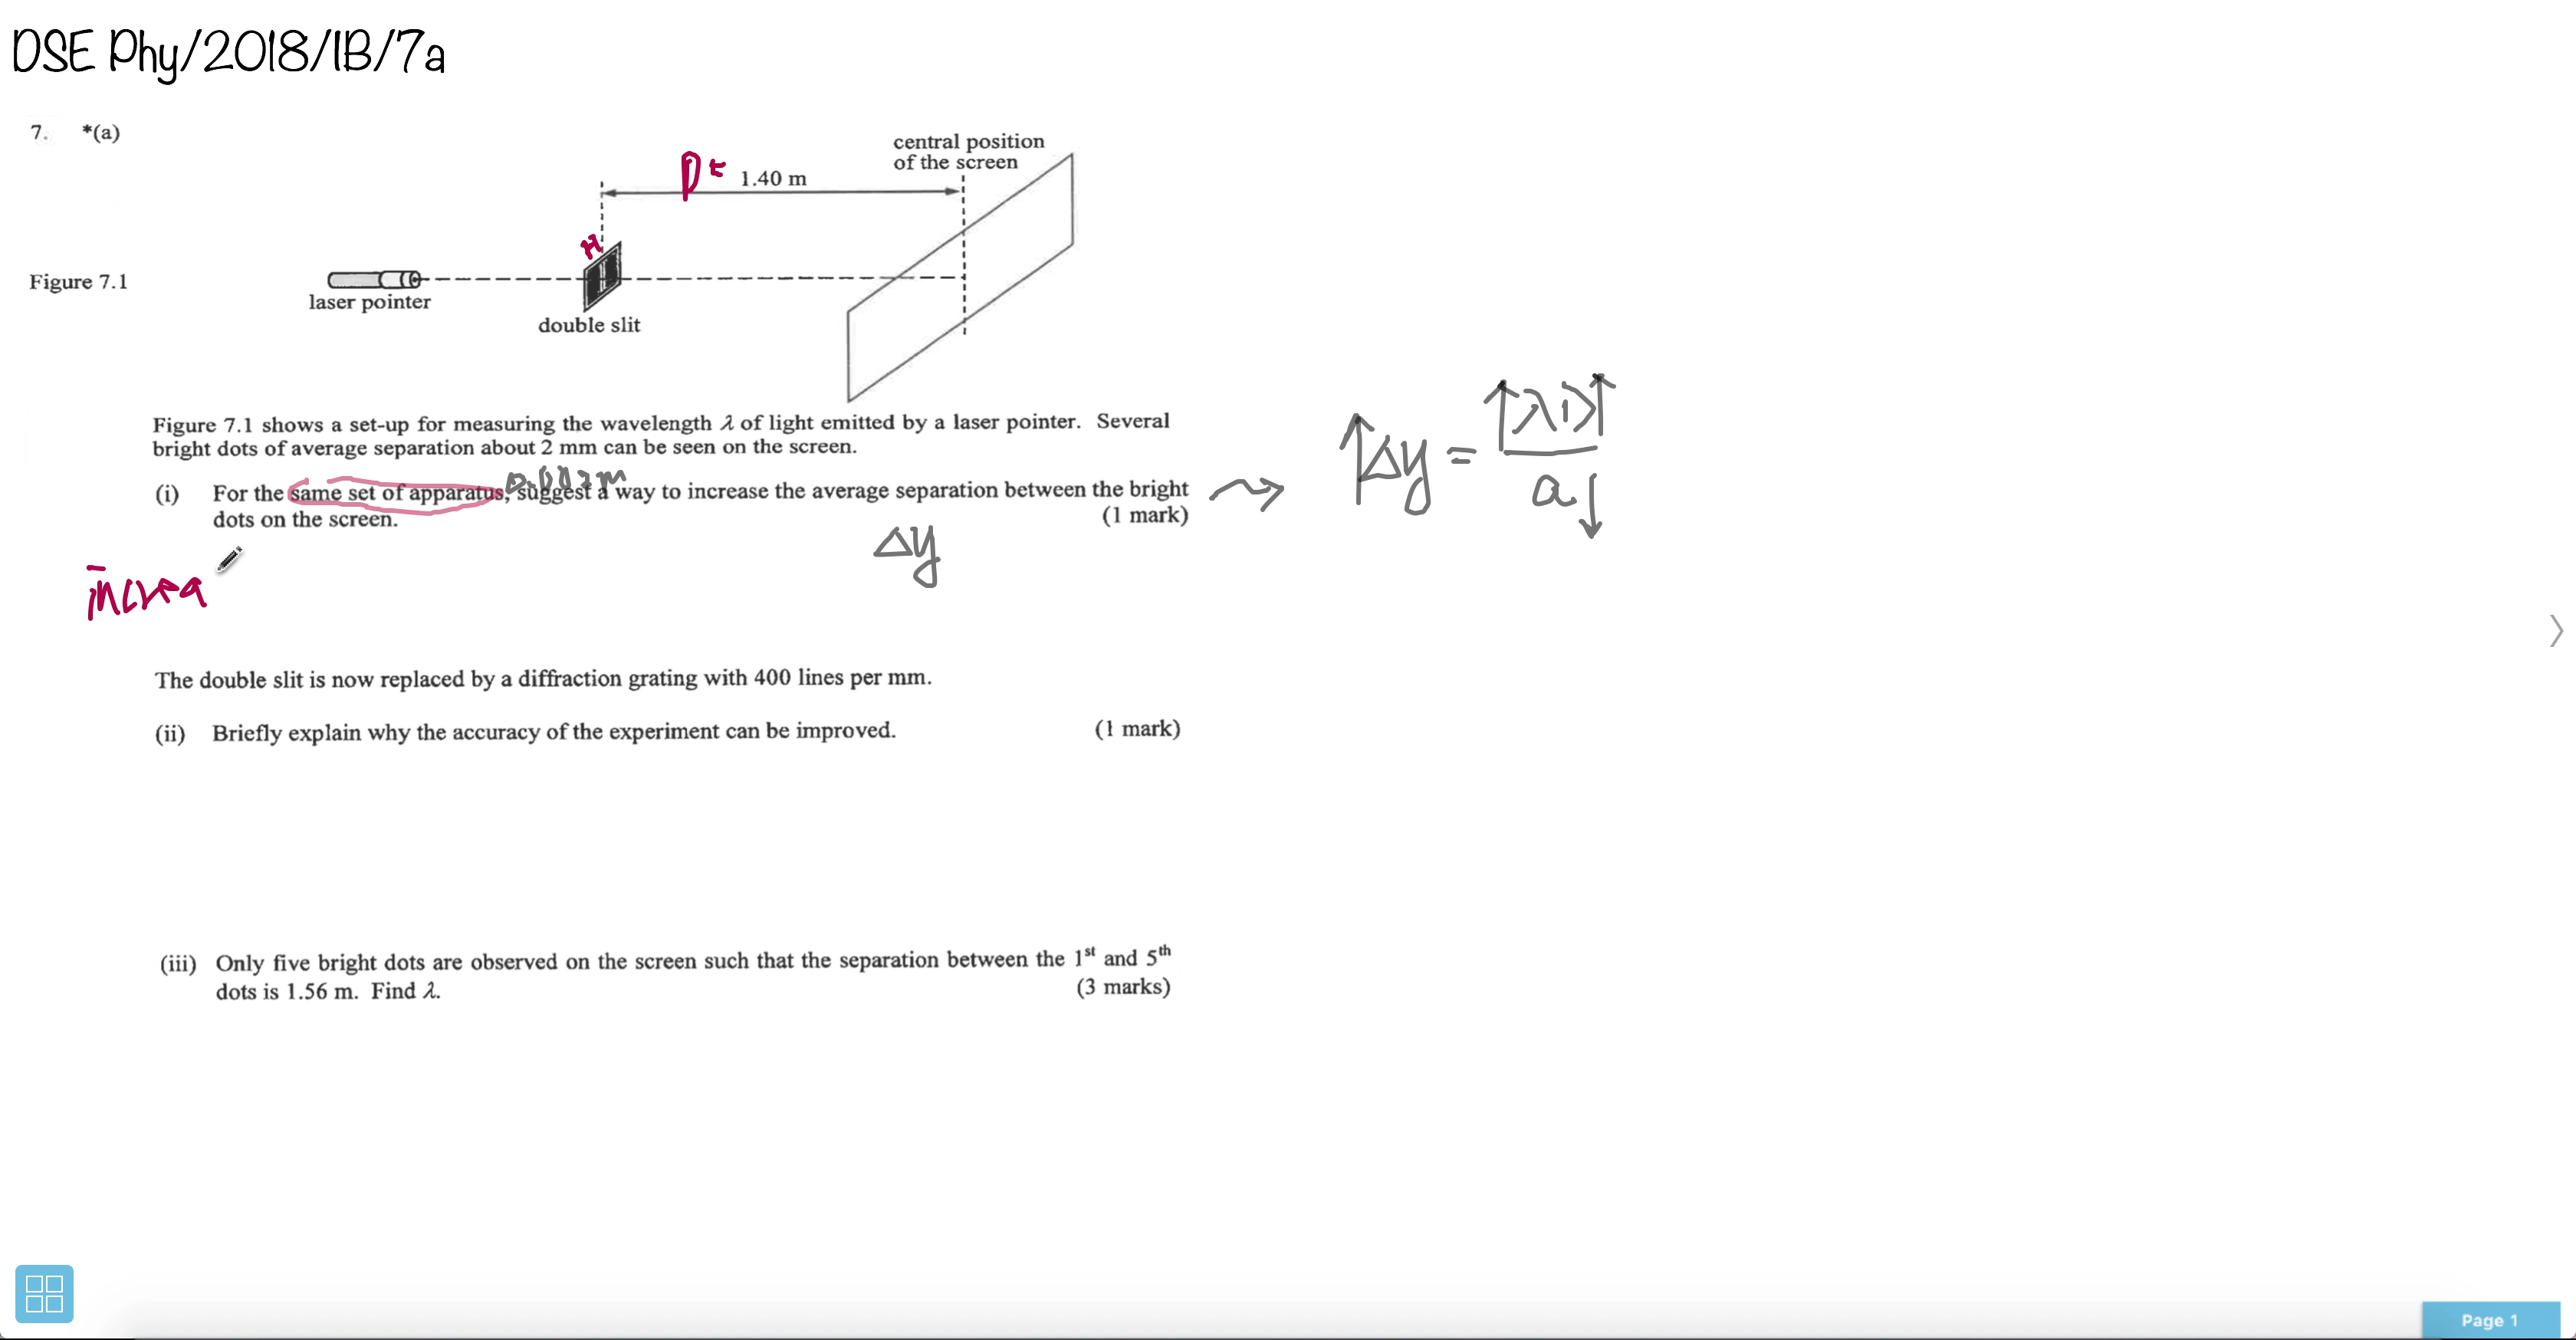 DSE Phy/2018/1B/7a
7. *(a)
central position
of the screen
D = 1.40 m
Figure 7.1
laser pointer
double slit
Figure 7.1 shows a set-up for measuring the wavelength λ of light emitted by a laser pointer. Several
bright dots of average separation about 2 mm can be seen on the screen.
0.002m
(i) For the same set of apparatus, suggest a way to increase the average separation between the bright
dots on the screen. (1 mark)
Δy
↑Δy = ↑λD↑
a↓
increa
The double slit is now replaced by a diffraction grating with 400 lines per mm.
(ii) Briefly explain why the accuracy of the experiment can be improved. (1 mark)
(iii) Only five bright dots are observed on the screen such that the separation between the 1st and 5th
dots is 1.56 m. Find λ. (3 marks)
Page 1